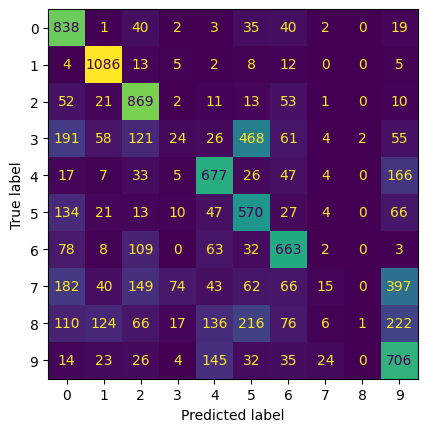 0 838 1 40 2 3 35 40 2 0 19
1 4 1086 13 5 2 8 12 0 0 5
2 52 21 869 2 11 13 53 1 0 10
3 191 58 121 24 26 468 61 4 2 55
4 17 7 33 5 677 26 47 4 0 166
5 134 21 13 10 47 570 27 4 0 66
6 78 8 109 0 63 32 663 2 0 3
7 182 40 149 74 43 62 66 15 0 397
8 110 124 66 17 136 216 76 6 1 222
9 14 23 26 4 145 32 35 24 0 706
0 1 2 3 4 5 6 7 8 9
True label
Predicted label